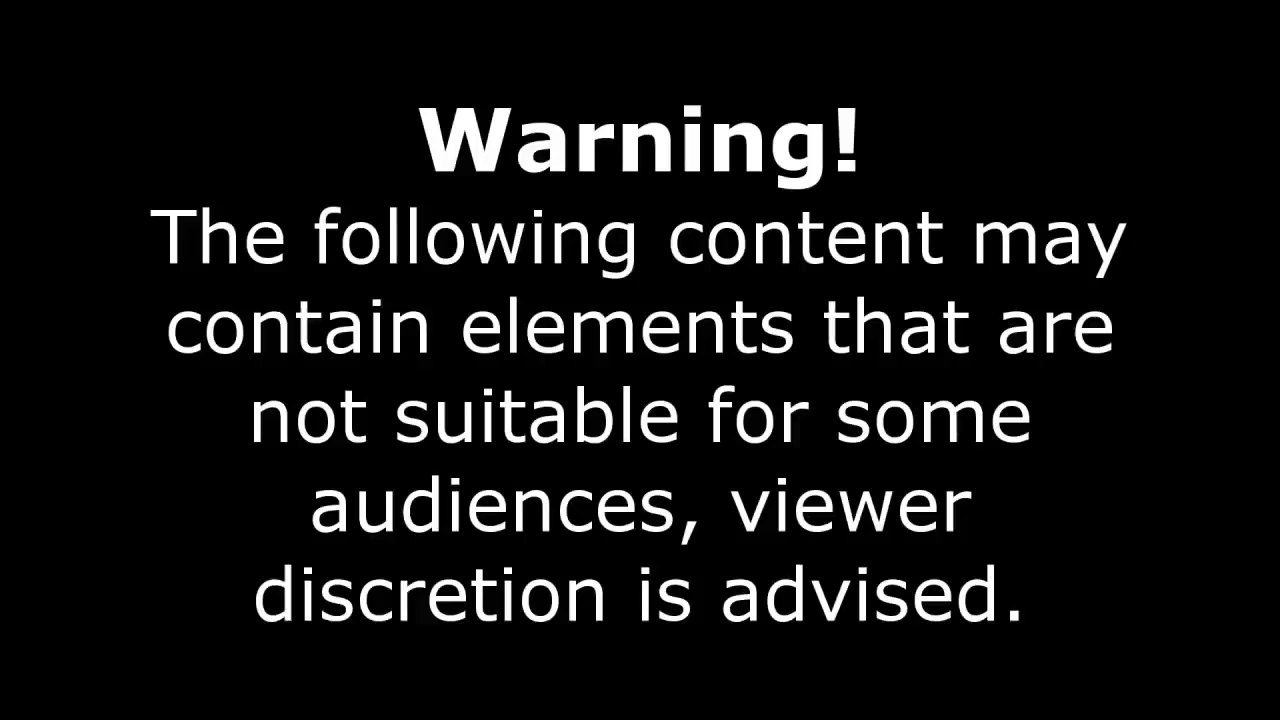 Warning!
The following content may
contain elements that are
not suitable for some
audiences, viewer
discretion is advised.